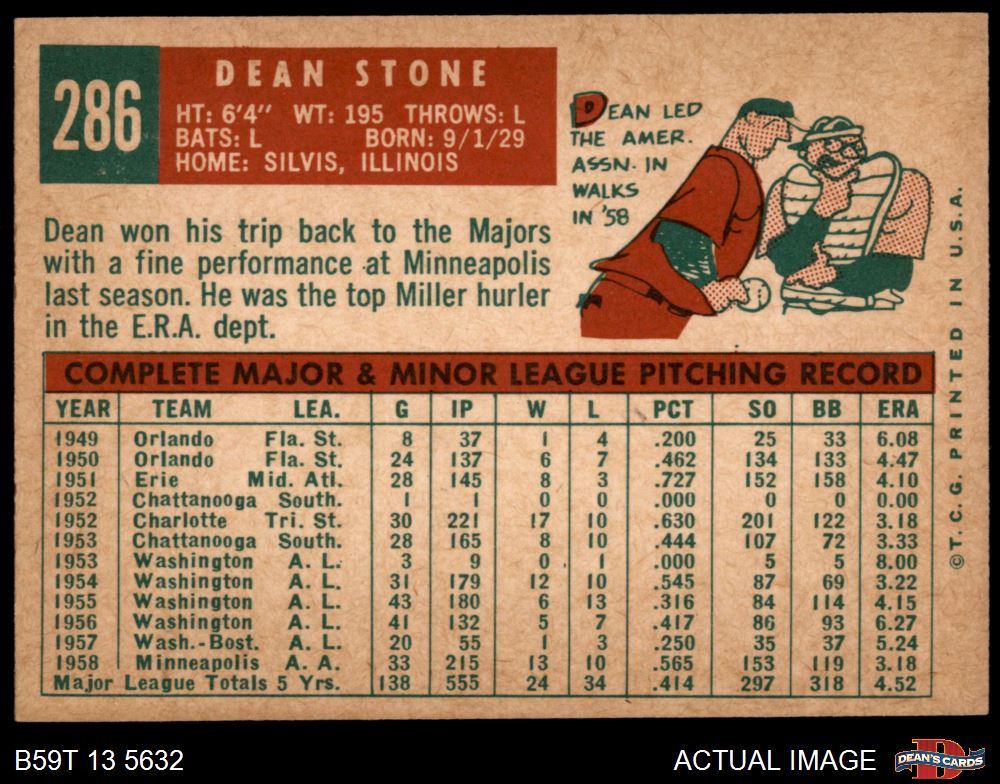 286
DEAN STONE
HT: 6'4" WT: 195 THROWS: L
BATS: L BORN: 9/1/29
HOME: SILVIS, ILLINOIS
DEAN LED
THE AMER.
ASSN. IN
WALKS
IN '58
Dean won his trip back to the Majors
with a fine performance at Minneapolis
last season. He was the top Miller hurler
in the E.R.A. dept.
COMPLETE MAJOR & MINOR LEAGUE PITCHING RECORD
YEAR TEAM LEA. G IP W L PCT SO BB ERA
1949 Orlando Fla. St. 8 37 1 4 .200 25 33 6.08
1950 Orlando Fla. St. 24 137 6 7 .462 134 133 4.47
1951 Erie Mid. Atl. 28 145 8 3 .727 152 158 4.10
1952 Chattanooga South. 1 1 0 0 .000 0 0 0.00
1952 Charlotte Tri. St. 30 221 17 10 .630 201 122 3.18
1953 Chattanooga South. 28 165 8 10 .444 107 72 3.33
1953 Washington A. L. 3 9 0 1 .000 5 5 8.00
1954 Washington A. L. 31 179 12 10 .545 87 69 3.22
1955 Washington A. L. 43 180 6 13 .316 84 114 4.15
1956 Washington A. L. 41 132 5 7 .417 86 93 6.27
1957 Wash.-Bost. A. L. 20 55 1 3 .250 35 37 5.24
1958 Minneapolis A. A. 33 215 13 10 .565 153 119 3.18
Major League Totals 5 Yrs. 138 555 24 34 .414 297 318 4.52
©T.C.G. PRINTED IN U.S.A.
B59T 13 5632
ACTUAL IMAGE
DEAN'S CARDS